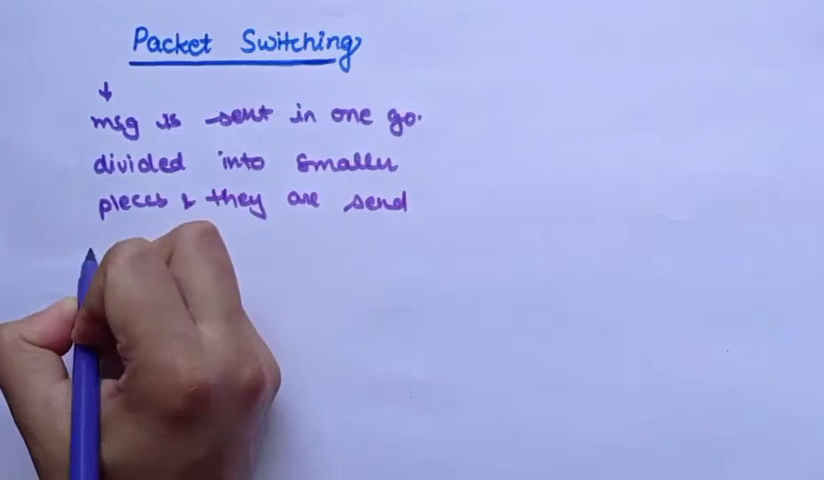 Packet Switching
msg is sent in one go.
divided into smaller
pieces & they are send